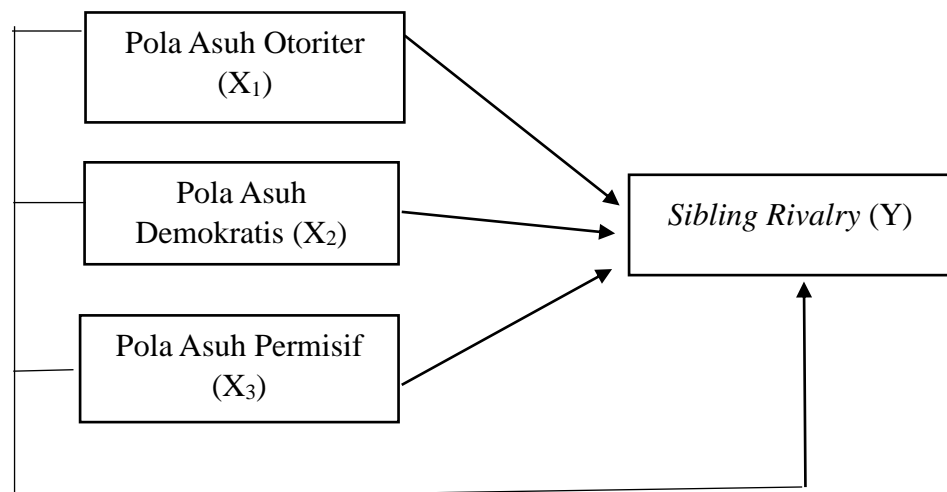 Pola Asuh Otoriter
(X₁)
Pola Asuh
Demokratis (X₂)
Pola Asuh Permisif
(X₃)
Sibling Rivalry (Y)